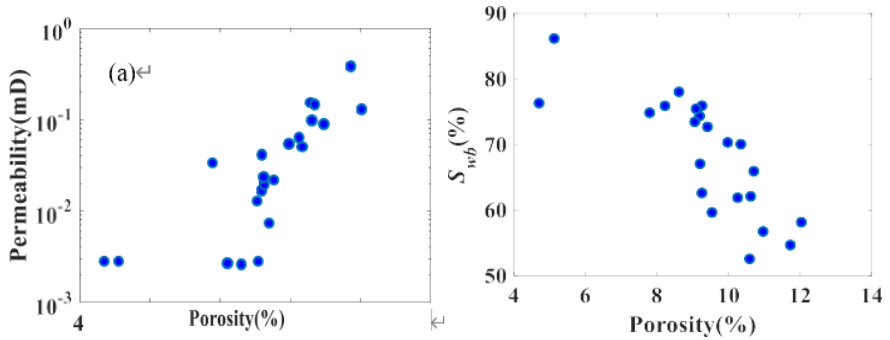 10^0
10^-1
10^-2
10^-3
Permeability(mD)
(a)↵
4
Porosity(%)
↵
90
80
70
60
50
S_wb(%)
4 6 8 10 12 14
Porosity(%)